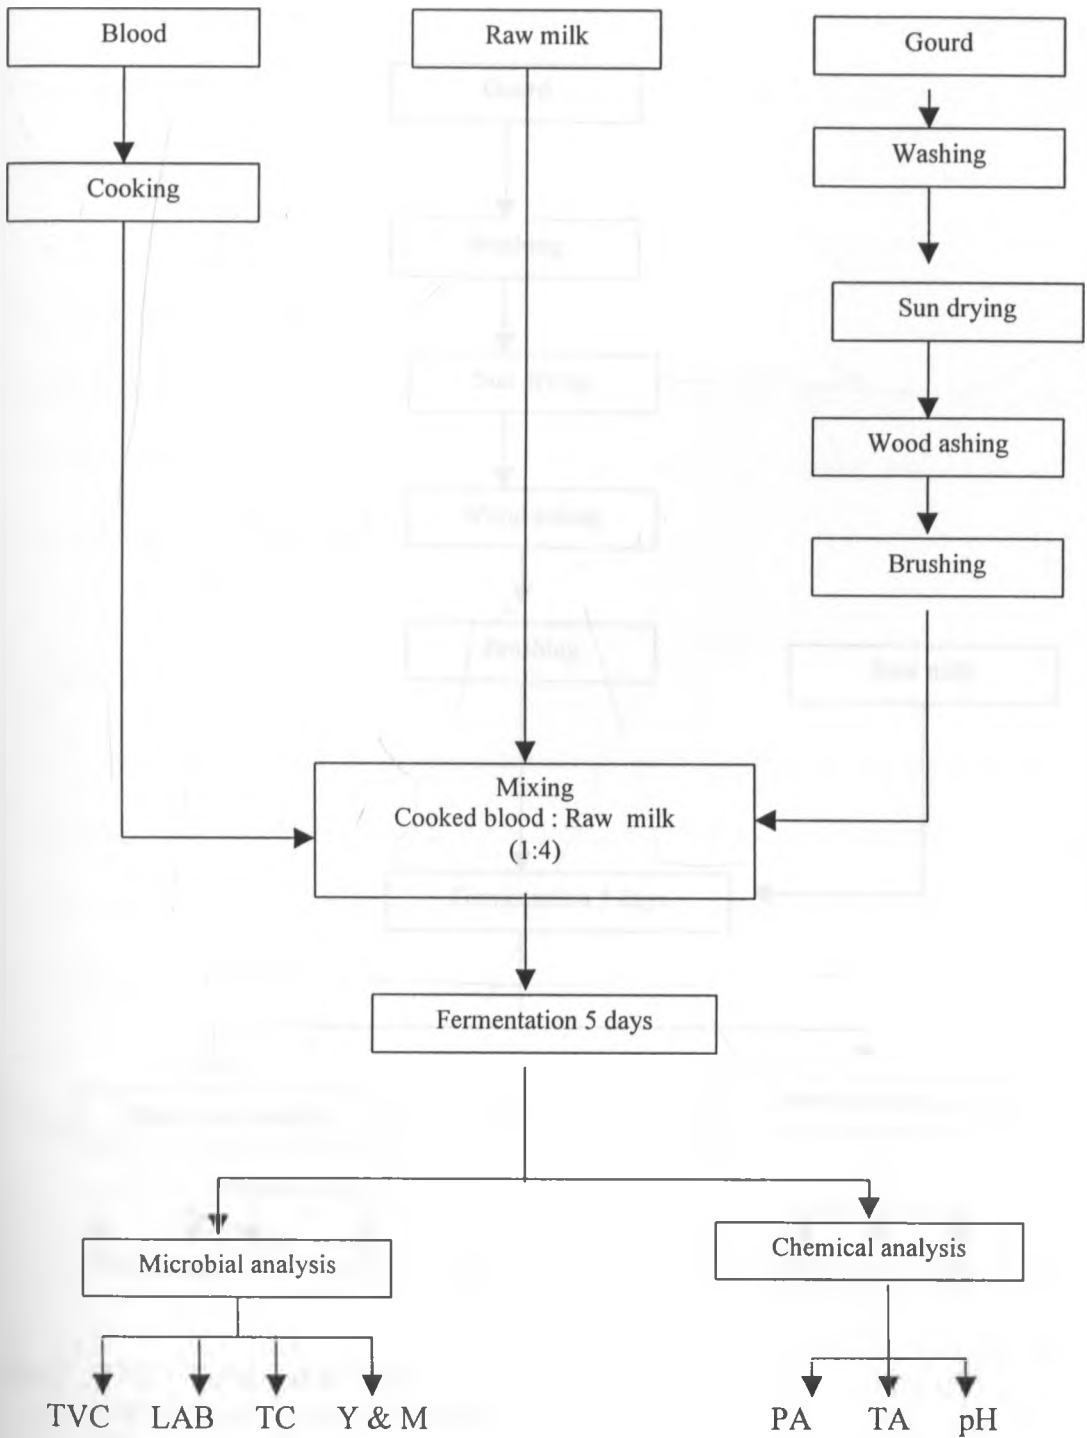 Blood
Raw milk
Gourd
Cooking
Washing
Sun drying
Wood ashing
Brushing
Mixing
Cooked blood : Raw milk
(1:4)
Fermentation 5 days
Microbial analysis
Chemical analysis
TVC LAB TC Y & M
PA TA pH